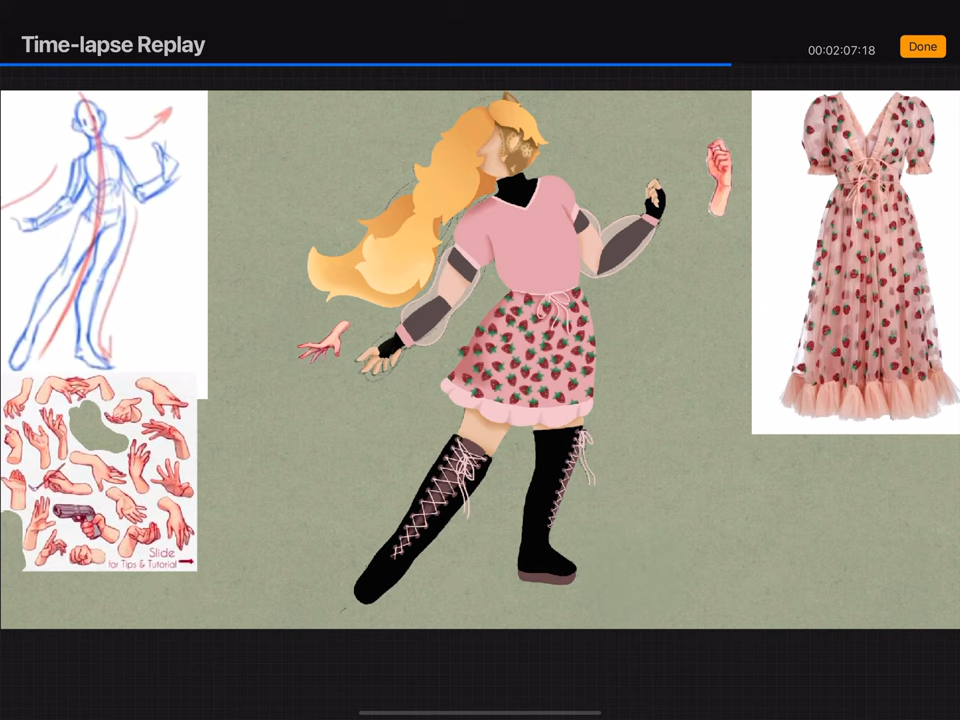 Time-lapse Replay
00:02:07:18
Done
Slide
for Tips & Tutorial